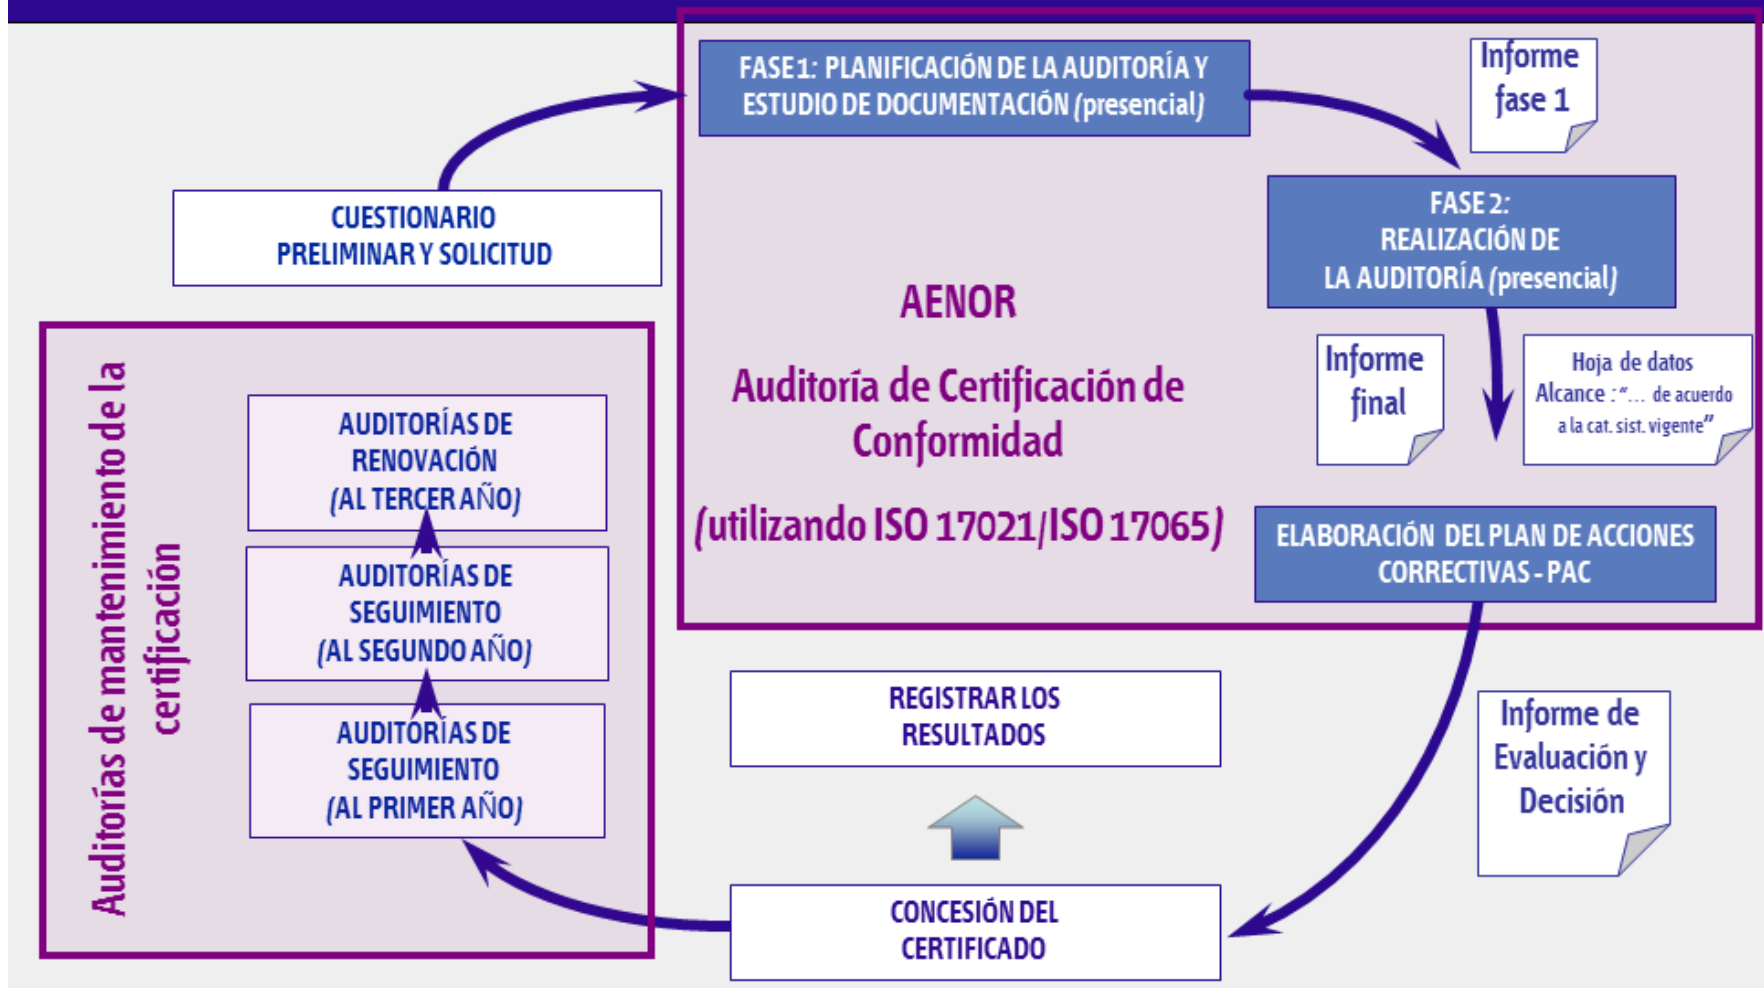 FASE1: PLANIFICACIÓN DE LA AUDITORÍA Y
ESTUDIO DE DOCUMENTACIÓN (presencial)
Informe
fase 1
CUESTIONARIO
PRELIMINAR Y SOLICITUD
FASE 2:
REALIZACIÓN DE
LA AUDITORÍA (presencial)
AENOR
Auditoría de Certificación de
Conformidad
(utilizando ISO 17021/ISO 17065)
Informe
final
Hoja de datos
Alcance :“... de acuerdo
a la cat. sist. vigente”
ELABORACIÓN DEL PLAN DE ACCIONES
CORRECTIVAS - PAC
Informe de
Evaluación y
Decisión
REGISTRAR LOS
RESULTADOS
CONCESIÓN DEL
CERTIFICADO
Auditorías de mantenimiento de la
certificación
AUDITORÍAS DE
RENOVACIÓN
(AL TERCER AÑO)
AUDITORÍAS DE
SEGUIMIENTO
(AL SEGUNDO AÑO)
AUDITORÍAS DE
SEGUIMIENTO
(AL PRIMER AÑO)